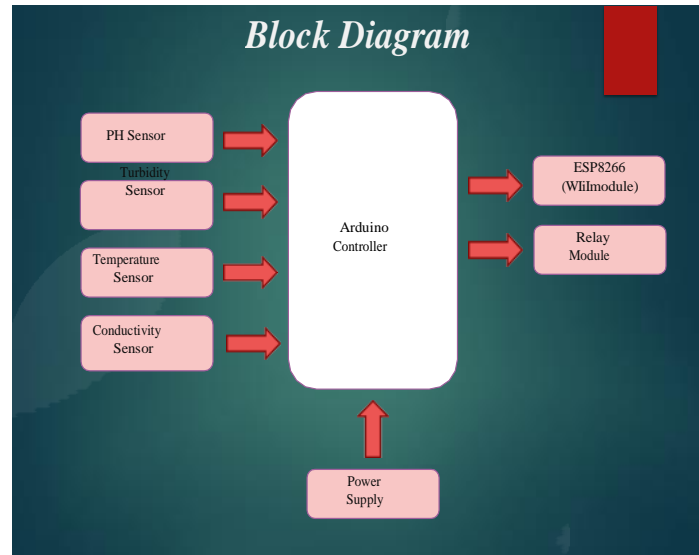 Block Diagram
PH Sensor
Turbidity
Sensor
Temperature
Sensor
Conductivity
Sensor
Arduino
Controller
ESP8266
(WIiImodule)
Relay
Module
Power
Supply